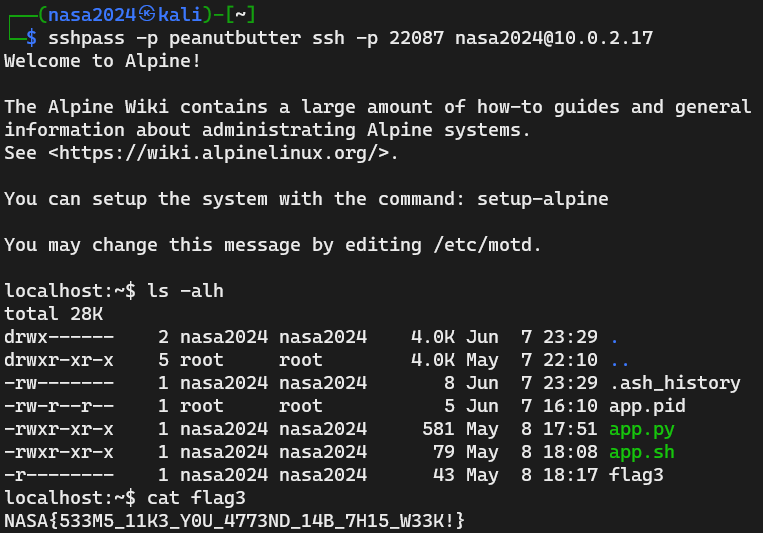 ┌──(nasa2024㉿kali)-[~]
└─$ sshpass -p peanutbutter ssh -p 22087 nasa2024@10.0.2.17
Welcome to Alpine!

The Alpine Wiki contains a large amount of how-to guides and general
information about administrating Alpine systems.
See <https://wiki.alpinelinux.org/>.

You can setup the system with the command: setup-alpine

You may change this message by editing /etc/motd.

localhost:~$ ls -alh
total 28K
drwx------    2 nasa2024 nasa2024    4.0K Jun  7 23:29 .
drwxr-xr-x    5 root     root        4.0K May  7 22:10 ..
-rw-------    1 nasa2024 nasa2024       8 Jun  7 23:29 .ash_history
-rw-r--r--    1 root     root           5 Jun  7 16:10 app.pid
-rwxr-xr-x    1 nasa2024 nasa2024     581 May  8 17:51 app.py
-rwxr-xr-x    1 nasa2024 nasa2024      79 May  8 18:08 app.sh
-r--------    1 nasa2024 nasa2024      43 May  8 18:17 flag3
localhost:~$ cat flag3
NASA{533M5_11K3_Y0U_4773ND_14B_7H15_W33K!}